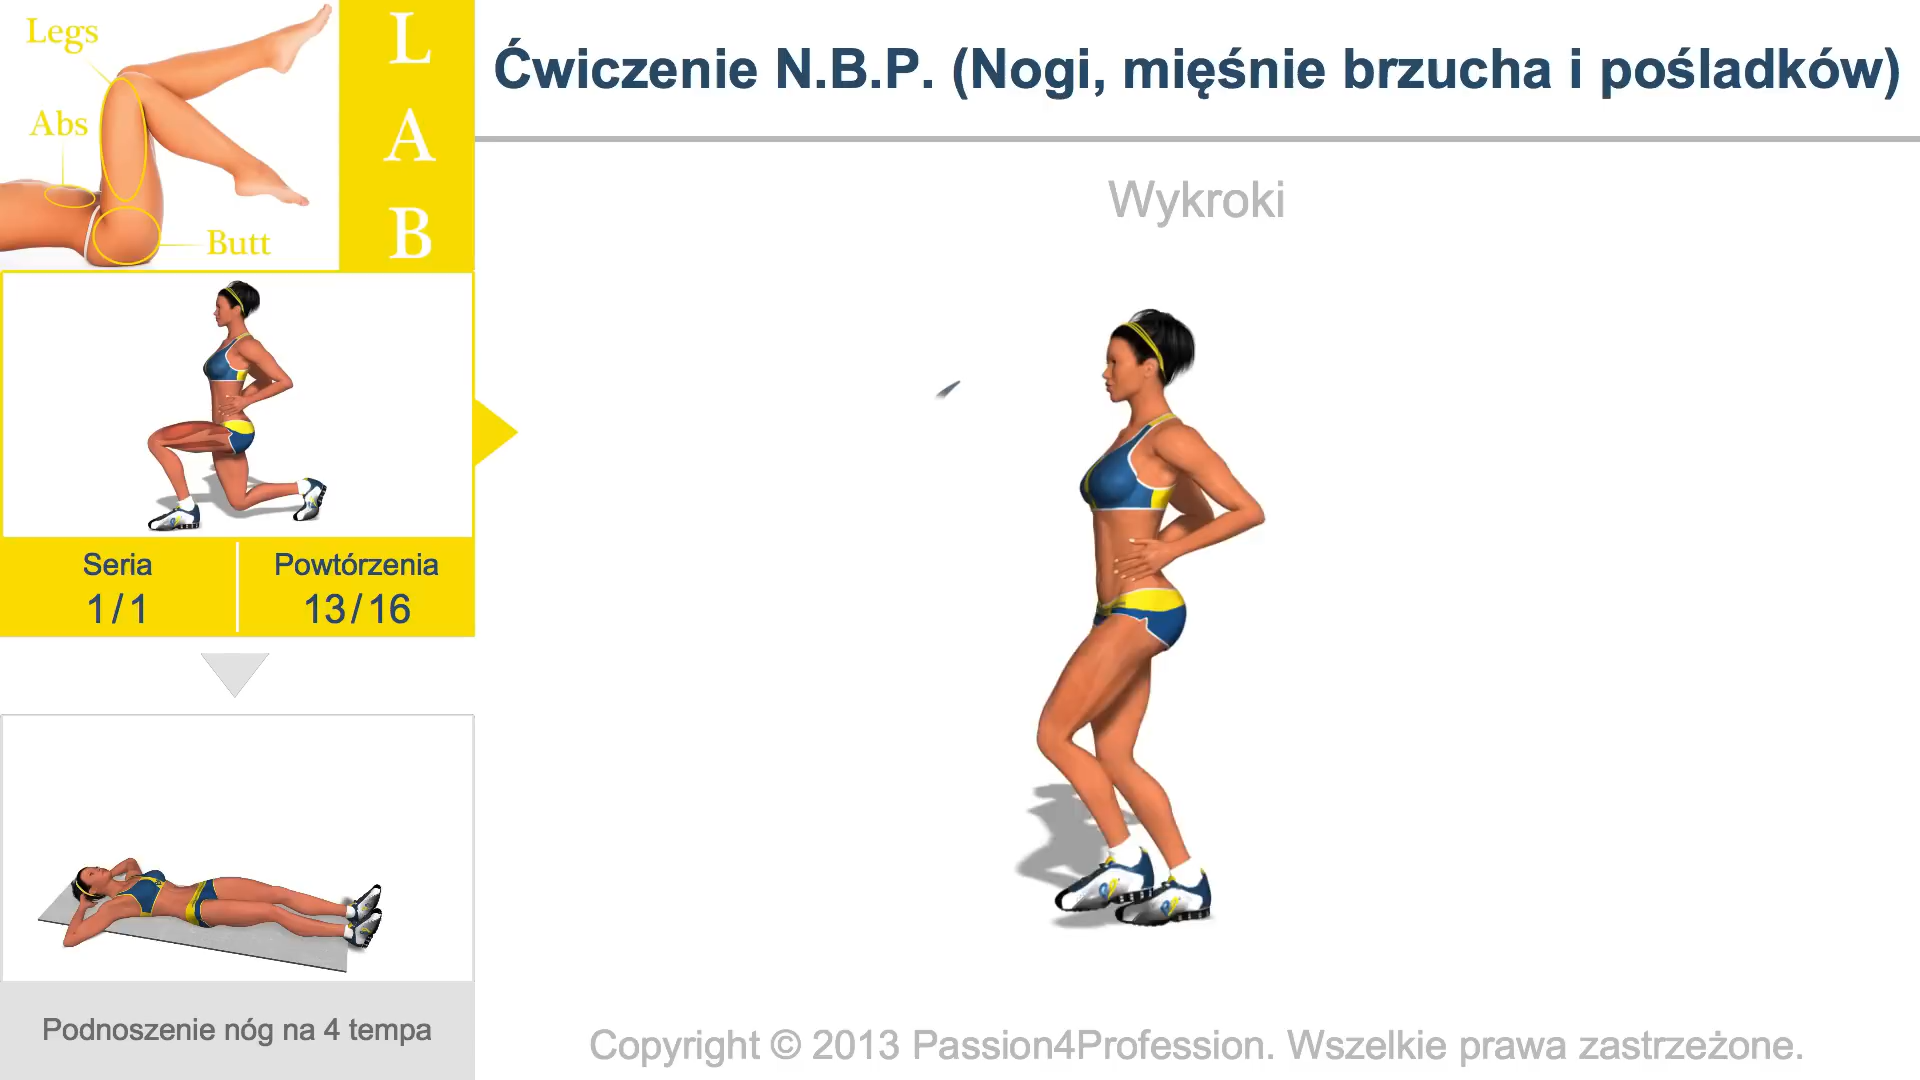 Legs
Abs
Butt
L
A
B
Ćwiczenie N.B.P. (Nogi, mięśnie brzucha i pośladków)
Wykroki
Seria
1/1
Powtórzenia
13/16
Podnoszenie nóg na 4 tempa
Copyright © 2013 Passion4Profession. Wszelkie prawa zastrzeżone.